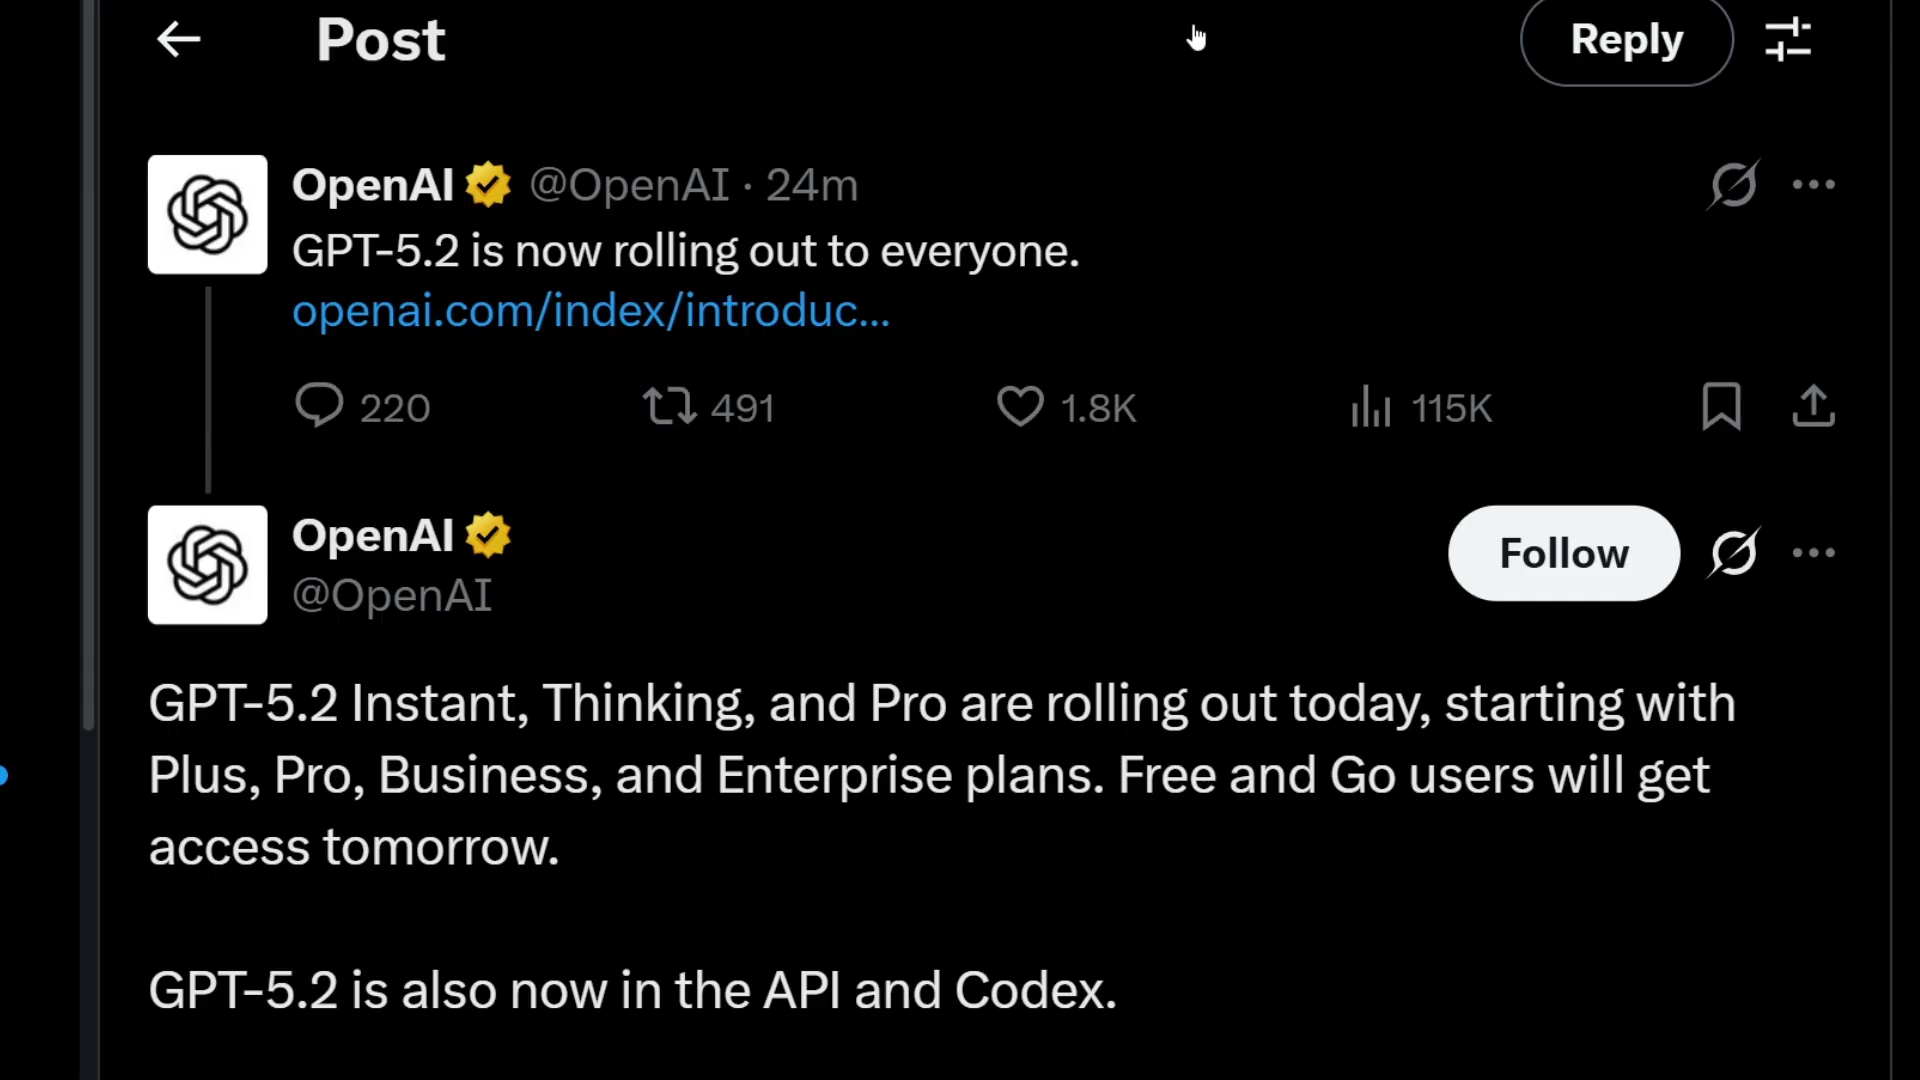 Post
Reply
OpenAI @OpenAI · 24m
GPT-5.2 is now rolling out to everyone.
openai.com/index/introduc...
220 491 1.8K 115K
OpenAI
Follow
@OpenAI
GPT-5.2 Instant, Thinking, and Pro are rolling out today, starting with
Plus, Pro, Business, and Enterprise plans. Free and Go users will get
access tomorrow.
GPT-5.2 is also now in the API and Codex.